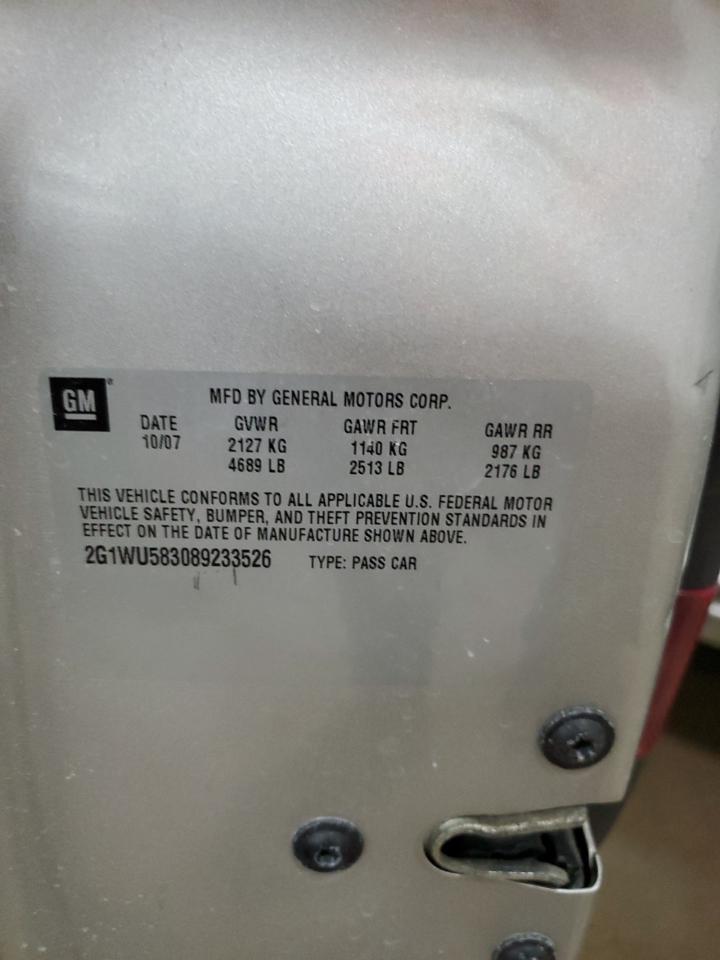 GM
MFD BY GENERAL MOTORS CORP.
DATE GVWR GAWR FRT GAWR RR
10/07 2127 KG 1140 KG 987 KG
4689 LB 2513 LB 2176 LB
THIS VEHICLE CONFORMS TO ALL APPLICABLE U.S. FEDERAL MOTOR
VEHICLE SAFETY, BUMPER, AND THEFT PREVENTION STANDARDS IN
EFFECT ON THE DATE OF MANUFACTURE SHOWN ABOVE.
2G1WU583089233526 TYPE: PASS CAR